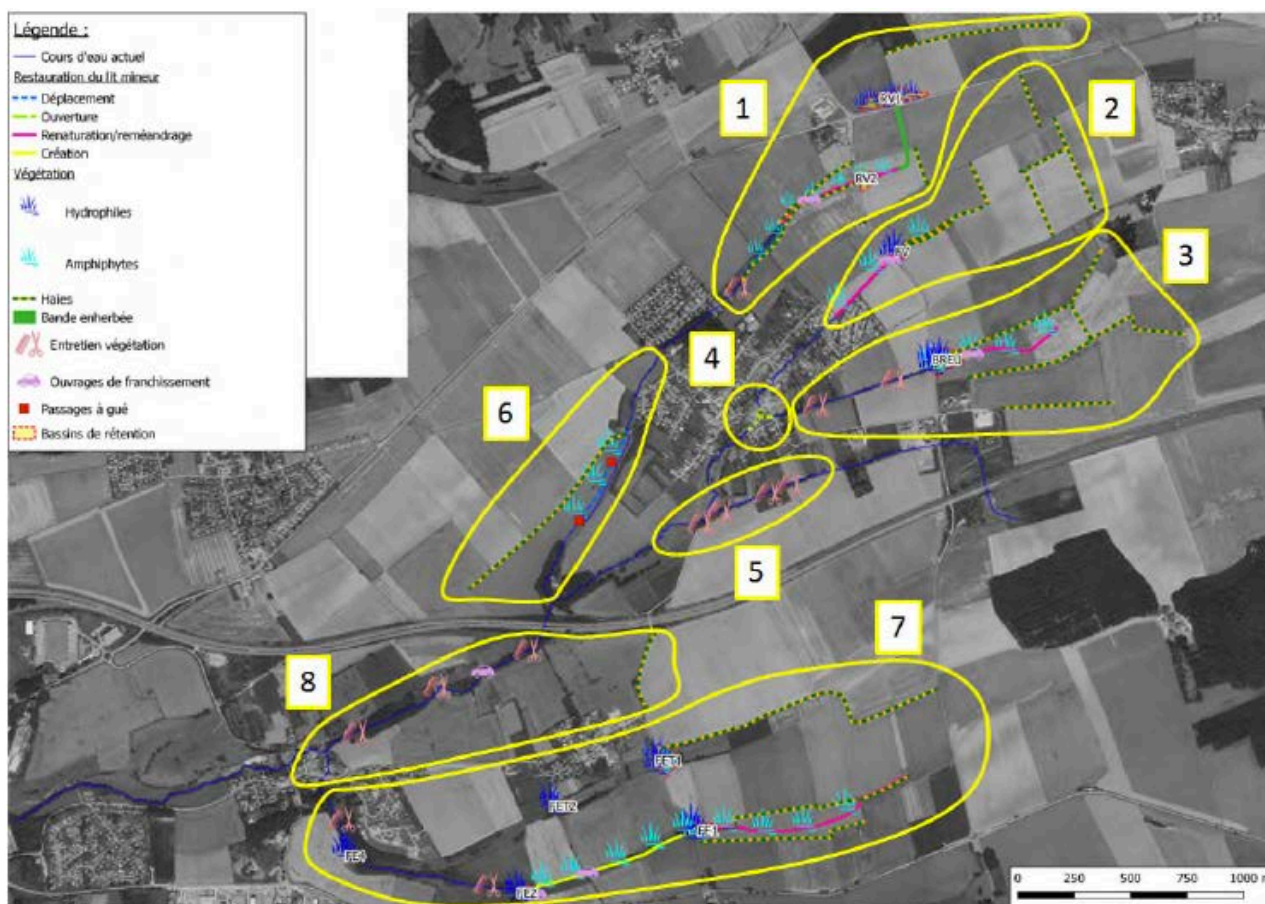 Légende :
Cours d'eau actuel
Restauration du lit mineur
Déplacement
Ouverture
Renaturation/reméandrage
Création
Végétation
Hydrophiles
Amphiphytes
Haies
Bande enherbée
Entretien végétation
Ouvrages de franchissement
Passages à gué
Bassins de rétention
1
RV1
2
RV2
3
4
BREU
6
5
7
8
FET1
FET2
FE1
FE2
0 250 500 750 1000 m